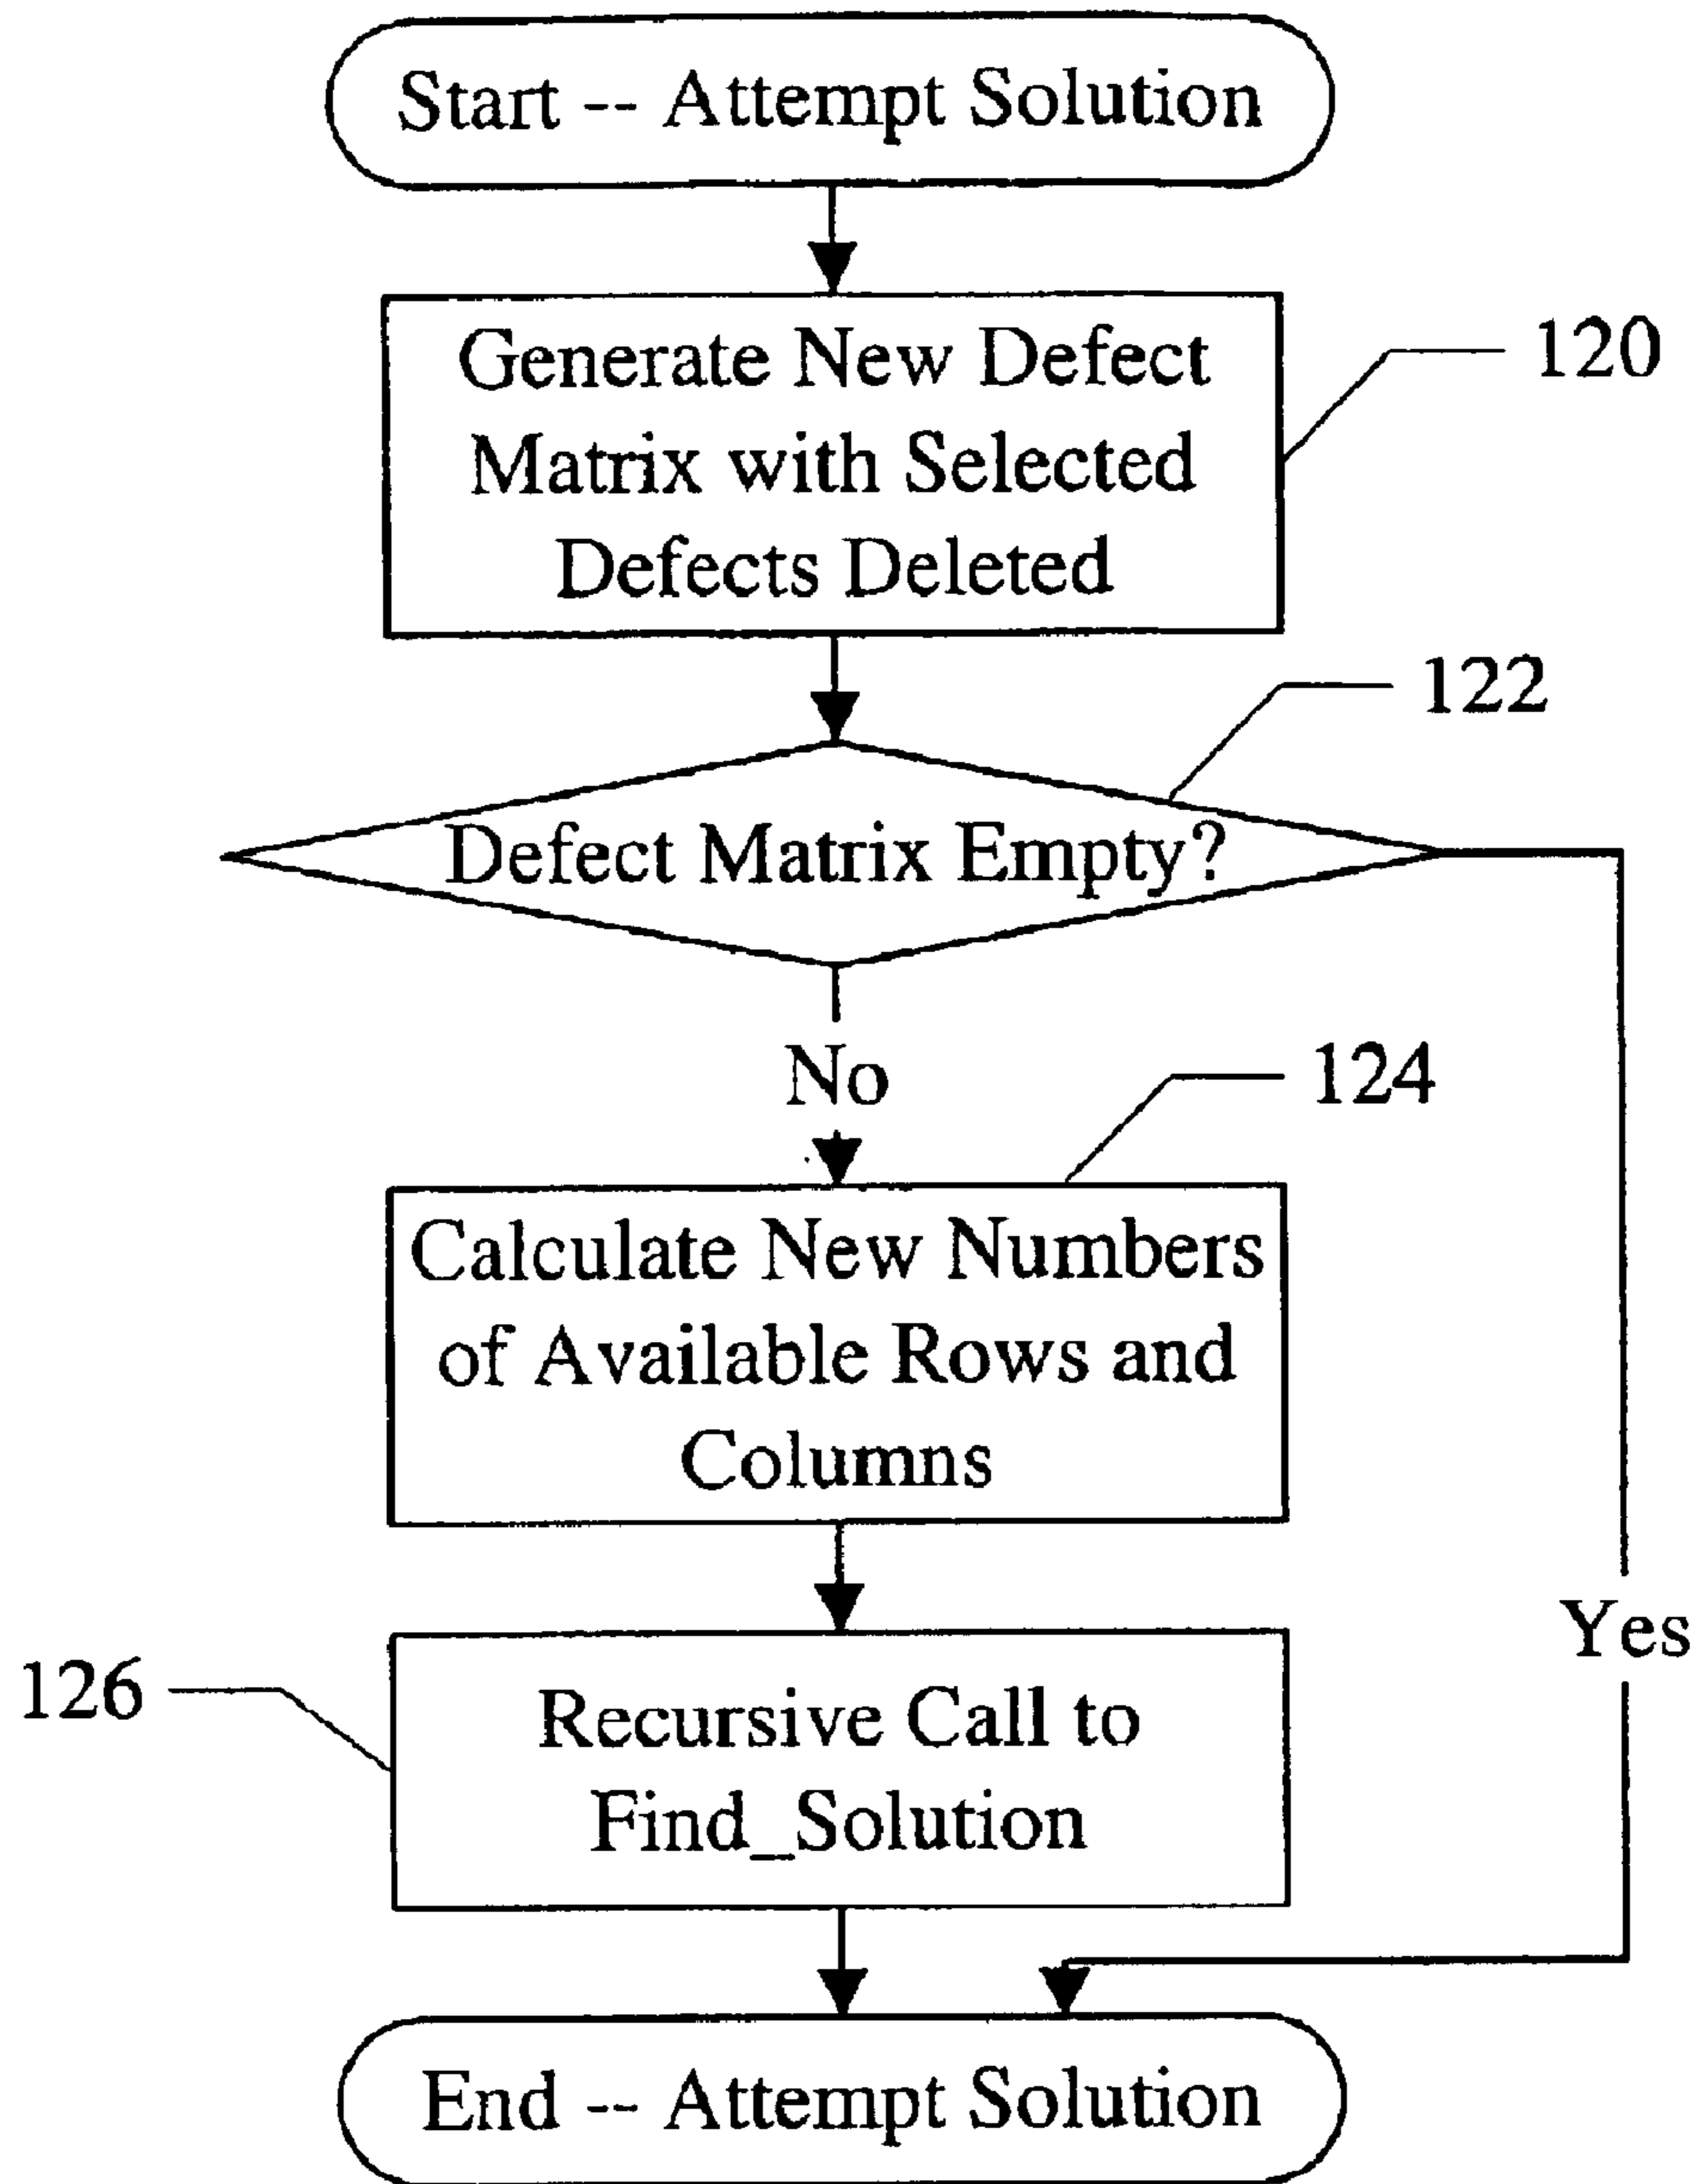 Start -- Attempt Solution
Generate New Defect
Matrix with Selected
Defects Deleted
120
122
Defect Matrix Empty?
No
124
Calculate New Numbers
of Available Rows and
Columns
Yes
126
Recursive Call to
Find_Solution
End -- Attempt Solution